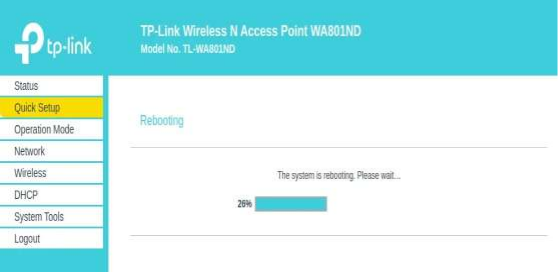 tp-link
TP-Link Wireless N Access Point WA801ND
Model No. TL-WA801ND
Status
Quick Setup
Operation Mode
Network
Wireless
DHCP
System Tools
Logout
Rebooting
The system is rebooting. Please wait...
26%